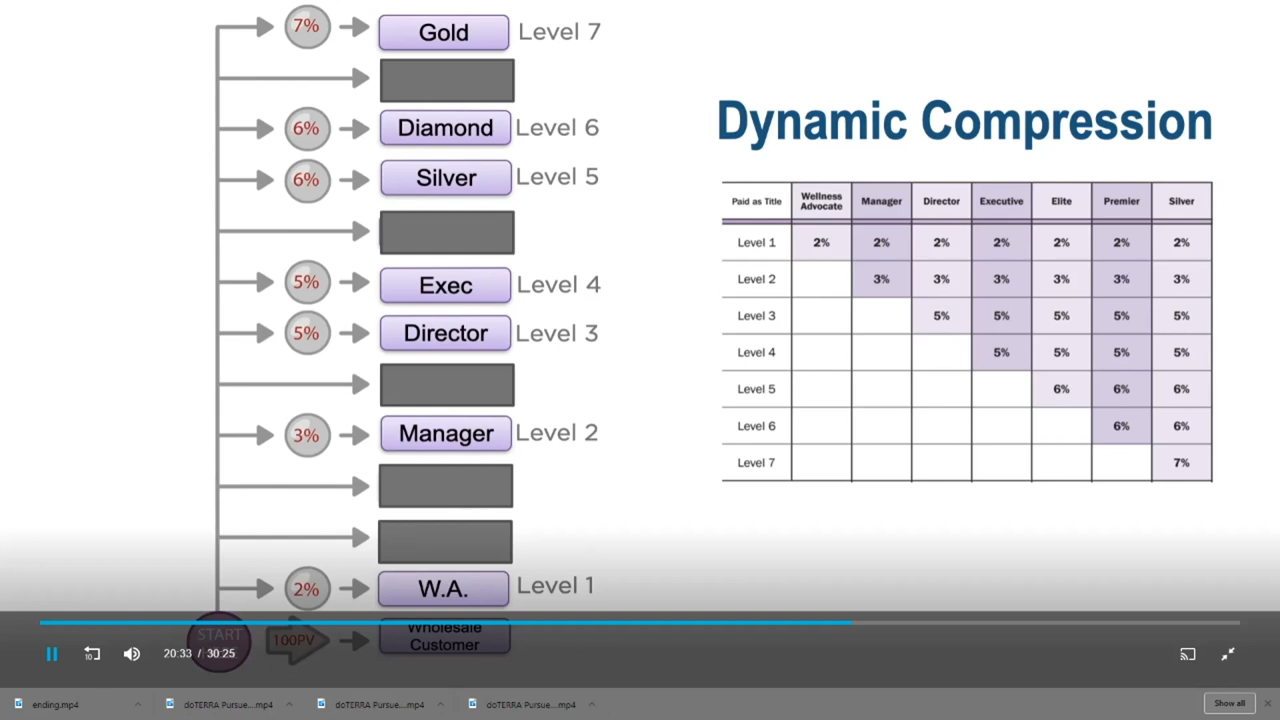 7% Gold Level 7
6% Diamond Level 6
6% Silver Level 5
5% Exec Level 4
5% Director Level 3
3% Manager Level 2
2% W.A. Level 1
START 100PV Wholesale
Customer
Dynamic Compression
Paid as Title Wellness Advocate Manager Director Executive Elite Premier Silver
Level 1 2% 2% 2% 2% 2% 2% 2%
Level 2 3% 3% 3% 3% 3% 3%
Level 3 5% 5% 5% 5% 5%
Level 4 5% 5% 5% 5%
Level 5 6% 6% 6%
Level 6 6% 6%
Level 7 7%
10 20:33 / 30:25
ending.mp4 doTERRA Pursue....mp4 doTERRA Pursue....mp4 doTERRA Pursue....mp4 Show all